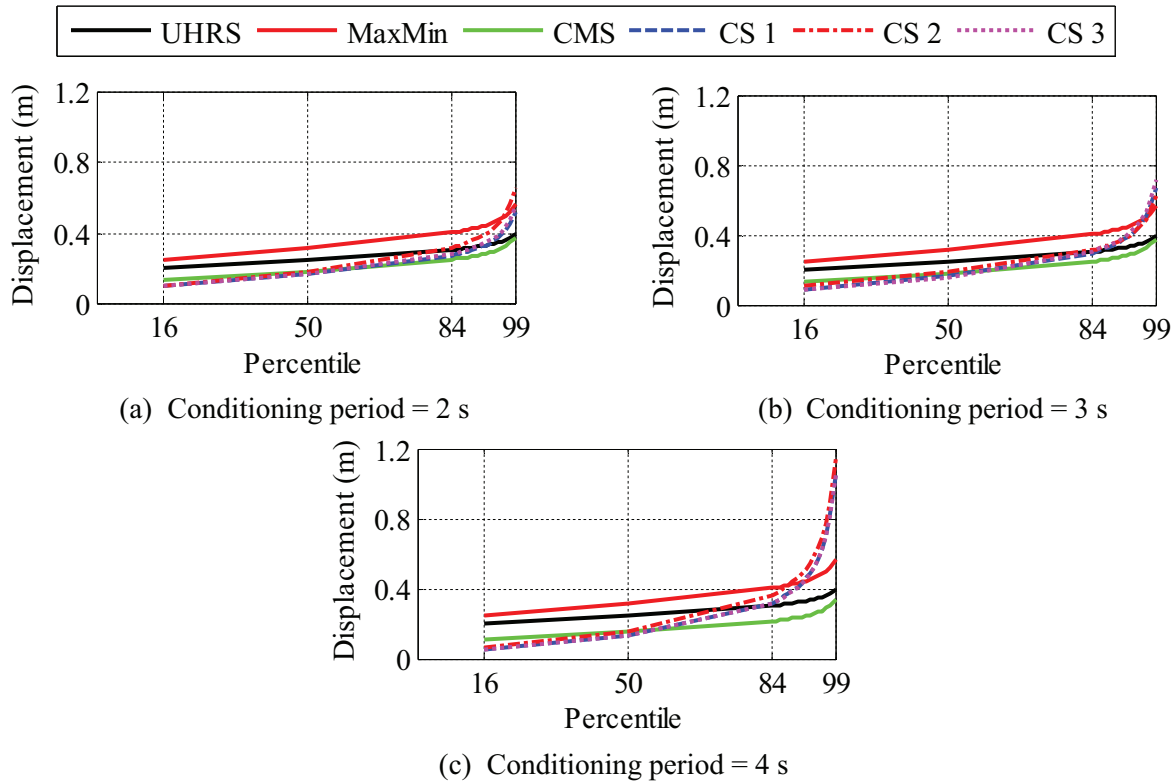 UHRS MaxMin CMS CS 1 CS 2 CS 3
1.2
0.8
0.4
0
Displacement (m)
16 50 84 99
Percentile
(a) Conditioning period = 2 s
1.2
0.8
0.4
0
Displacement (m)
16 50 84 99
Percentile
(b) Conditioning period = 3 s
1.2
0.8
0.4
0
Displacement (m)
16 50 84 99
Percentile
(c) Conditioning period = 4 s